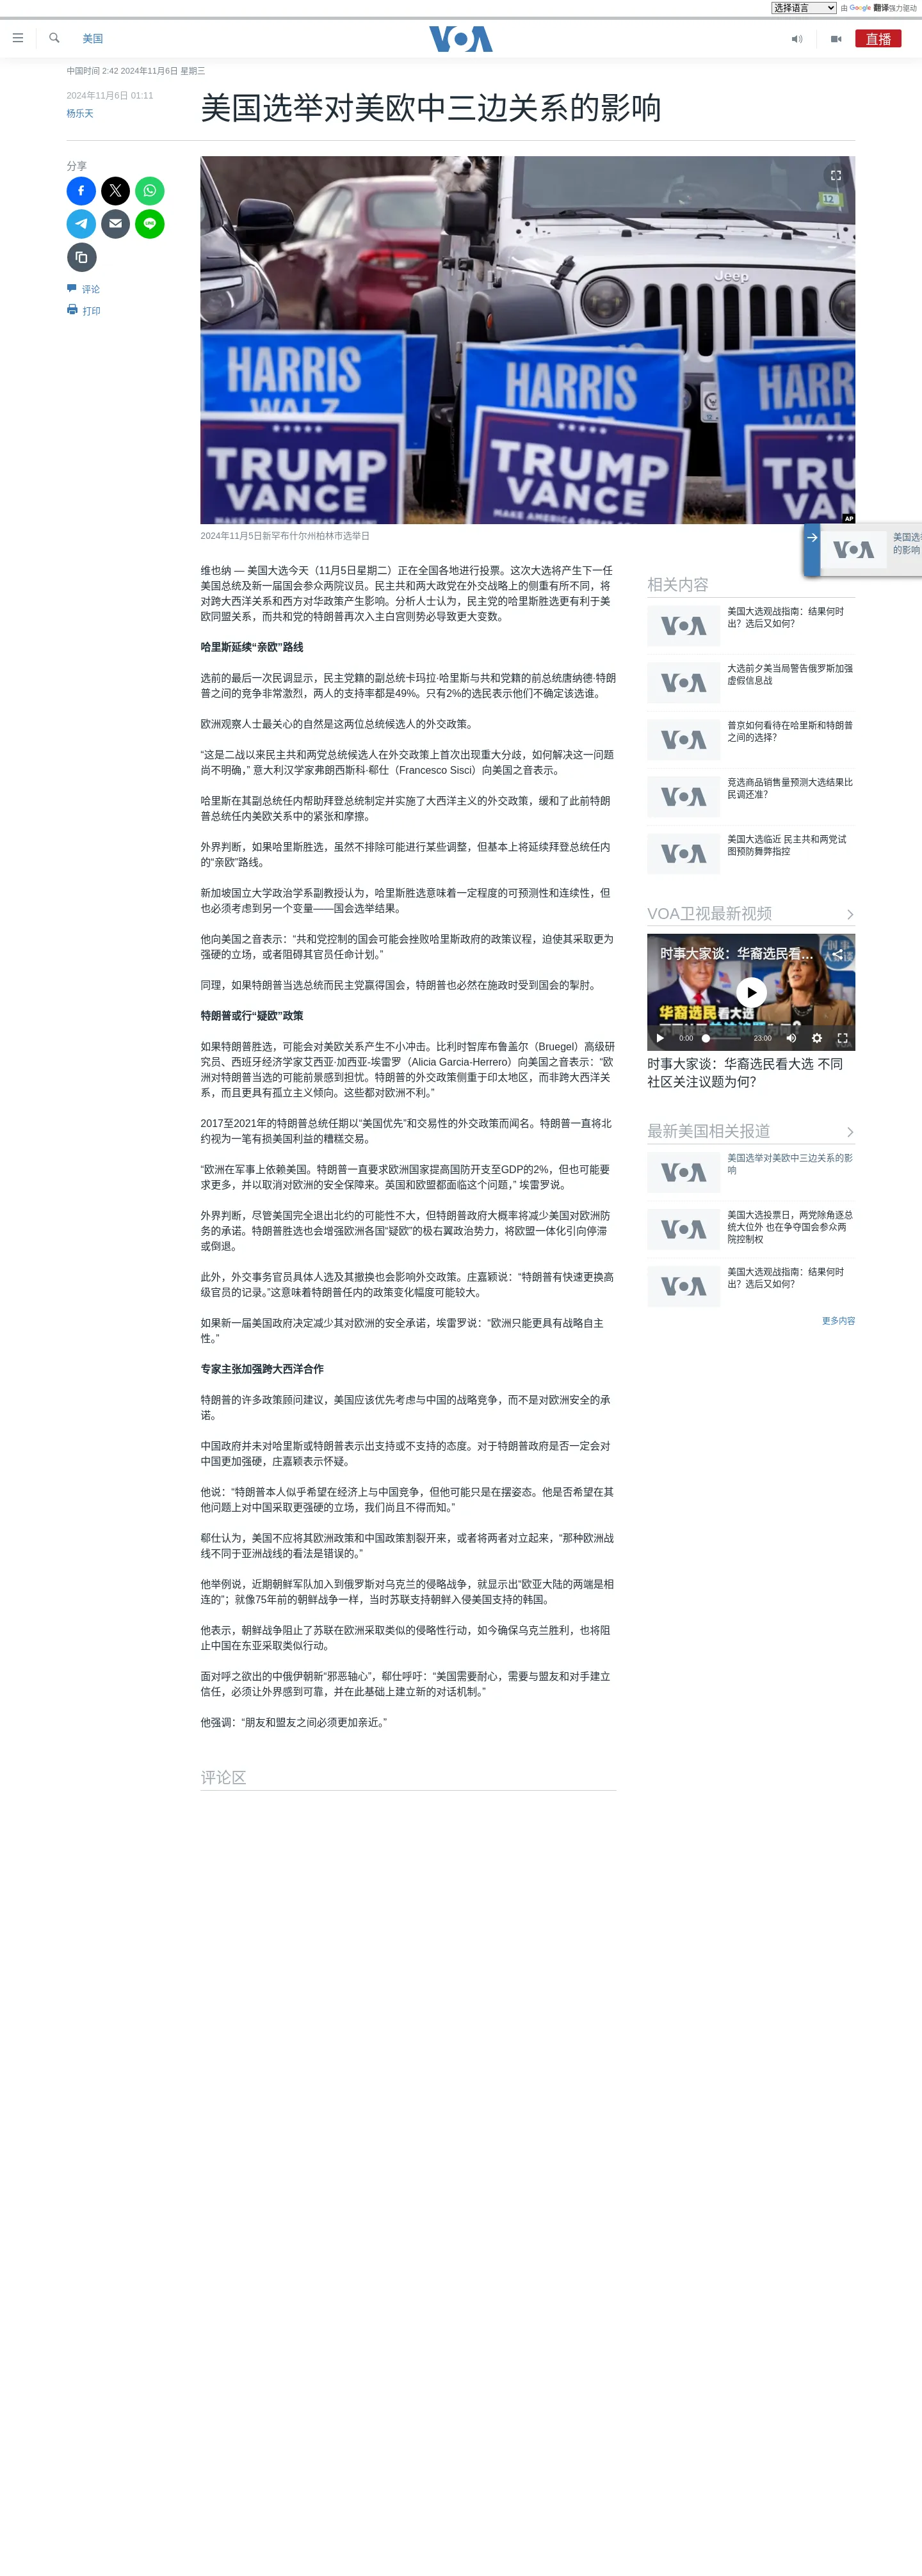 选择语言
由 Google 翻译强力驱动
美国
VOA
直播
中国时间 2:42 2024年11月6日 星期三
2024年11月6日 01:11
杨乐天
美国选举对美欧中三边关系的影响
分享
评论
打印
Jeep
12
HARRIS
WALZ
HARRIS
WALZ
HARRIS
TRUMP
VANCE
TRUMP
VANCE
MAKE AMERICA GREAT AGAIN
TRUM
VANC
AP
2024年11月5日新罕布什尔州柏林市选举日
维也纳 — 美国大选今天（11月5日星期二）正在全国各地进行投票。这次大选将产生下一任
美国总统及新一届国会参众两院议员。民主共和两大政党在外交战略上的侧重有所不同，将
对跨大西洋关系和西方对华政策产生影响。分析人士认为，民主党的哈里斯胜选更有利于美
欧同盟关系，而共和党的特朗普再次入主白宫则势必导致更大变数。
哈里斯延续“亲欧”路线
选前的最后一次民调显示，民主党籍的副总统卡玛拉·哈里斯与共和党籍的前总统唐纳德·特朗
普之间的竞争非常激烈，两人的支持率都是49%。只有2%的选民表示他们不确定该选谁。
欧洲观察人士最关心的自然是这两位总统候选人的外交政策。
“这是二战以来民主共和两党总统候选人在外交政策上首次出现重大分歧，如何解决这一问题
尚不明确，” 意大利汉学家弗朗西斯科·郗仕（Francesco Sisci）向美国之音表示。
哈里斯在其副总统任内帮助拜登总统制定并实施了大西洋主义的外交政策，缓和了此前特朗
普总统任内美欧关系中的紧张和摩擦。
外界判断，如果哈里斯胜选，虽然不排除可能进行某些调整，但基本上将延续拜登总统任内
的“亲欧”路线。
新加坡国立大学政治学系副教授认为，哈里斯胜选意味着一定程度的可预测性和连续性，但
也必须考虑到另一个变量——国会选举结果。
他向美国之音表示：“共和党控制的国会可能会挫败哈里斯政府的政策议程，迫使其采取更为
强硬的立场，或者阻碍其官员任命计划。”
同理，如果特朗普当选总统而民主党赢得国会，特朗普也必然在施政时受到国会的掣肘。
特朗普或行“疑欧”政策
如果特朗普胜选，可能会对美欧关系产生不小冲击。比利时智库布鲁盖尔（Bruegel）高级研
究员、西班牙经济学家艾西亚·加西亚-埃雷罗（Alicia Garcia-Herrero）向美国之音表示：“欧
洲对特朗普当选的可能前景感到担忧。特朗普的外交政策侧重于印太地区，而非跨大西洋关
系，而且更具有孤立主义倾向。这些都对欧洲不利。”
2017至2021年的特朗普总统任期以“美国优先”和交易性的外交政策而闻名。特朗普一直将北
约视为一笔有损美国利益的糟糕交易。
“欧洲在军事上依赖美国。特朗普一直要求欧洲国家提高国防开支至GDP的2%，但也可能要
求更多，并以取消对欧洲的安全保障来。英国和欧盟都面临这个问题，” 埃雷罗说。
外界判断，尽管美国完全退出北约的可能性不大，但特朗普政府大概率将减少美国对欧洲防
务的承诺。特朗普胜选也会增强欧洲各国“疑欧”的极右翼政治势力，将欧盟一体化引向停滞
或倒退。
此外，外交事务官员具体人选及其撤换也会影响外交政策。庄嘉颖说：“特朗普有快速更换高
级官员的记录。”这意味着特朗普任内的政策变化幅度可能较大。
如果新一届美国政府决定减少其对欧洲的安全承诺，埃雷罗说：“欧洲只能更具有战略自主
性。”
专家主张加强跨大西洋合作
特朗普的许多政策顾问建议，美国应该优先考虑与中国的战略竞争，而不是对欧洲安全的承
诺。
中国政府并未对哈里斯或特朗普表示出支持或不支持的态度。对于特朗普政府是否一定会对
中国更加强硬，庄嘉颖表示怀疑。
他说：“特朗普本人似乎希望在经济上与中国竞争，但他可能只是在摆姿态。他是否希望在其
他问题上对中国采取更强硬的立场，我们尚且不得而知。”
郗仕认为，美国不应将其欧洲政策和中国政策割裂开来，或者将两者对立起来，“那种欧洲战
线不同于亚洲战线的看法是错误的。”
他举例说，近期朝鲜军队加入到俄罗斯对乌克兰的侵略战争，就显示出“欧亚大陆的两端是相
连的”；就像75年前的朝鲜战争一样，当时苏联支持朝鲜入侵美国支持的韩国。
他表示，朝鲜战争阻止了苏联在欧洲采取类似的侵略性行动，如今确保乌克兰胜利，也将阻
止中国在东亚采取类似行动。
面对呼之欲出的中俄伊朝新“邪恶轴心”，郗仕呼吁：“美国需要耐心，需要与盟友和对手建立
信任，必须让外界感到可靠，并在此基础上建立新的对话机制。”
他强调：“朋友和盟友之间必须更加亲近。”
评论区
VOA
美国选
的影响
相关内容
VOA
美国大选观战指南：结果何时
出？选后又如何？
VOA
大选前夕美当局警告俄罗斯加强
虚假信息战
VOA
普京如何看待在哈里斯和特朗普
之间的选择？
VOA
竞选商品销售量预测大选结果比
民调还准？
VOA
美国大选临近 民主共和两党试
图预防舞弊指控
VOA卫视最新视频
时事大家谈：华裔选民看…
华裔选民看大选
0:00
23:00
时事大家谈：华裔选民看大选 不同
社区关注议题为何？
最新美国相关报道
VOA
美国选举对美欧中三边关系的影
响
VOA
美国大选投票日，两党除角逐总
统大位外 也在争夺国会参众两
院控制权
VOA
美国大选观战指南：结果何时
出？选后又如何？
更多内容